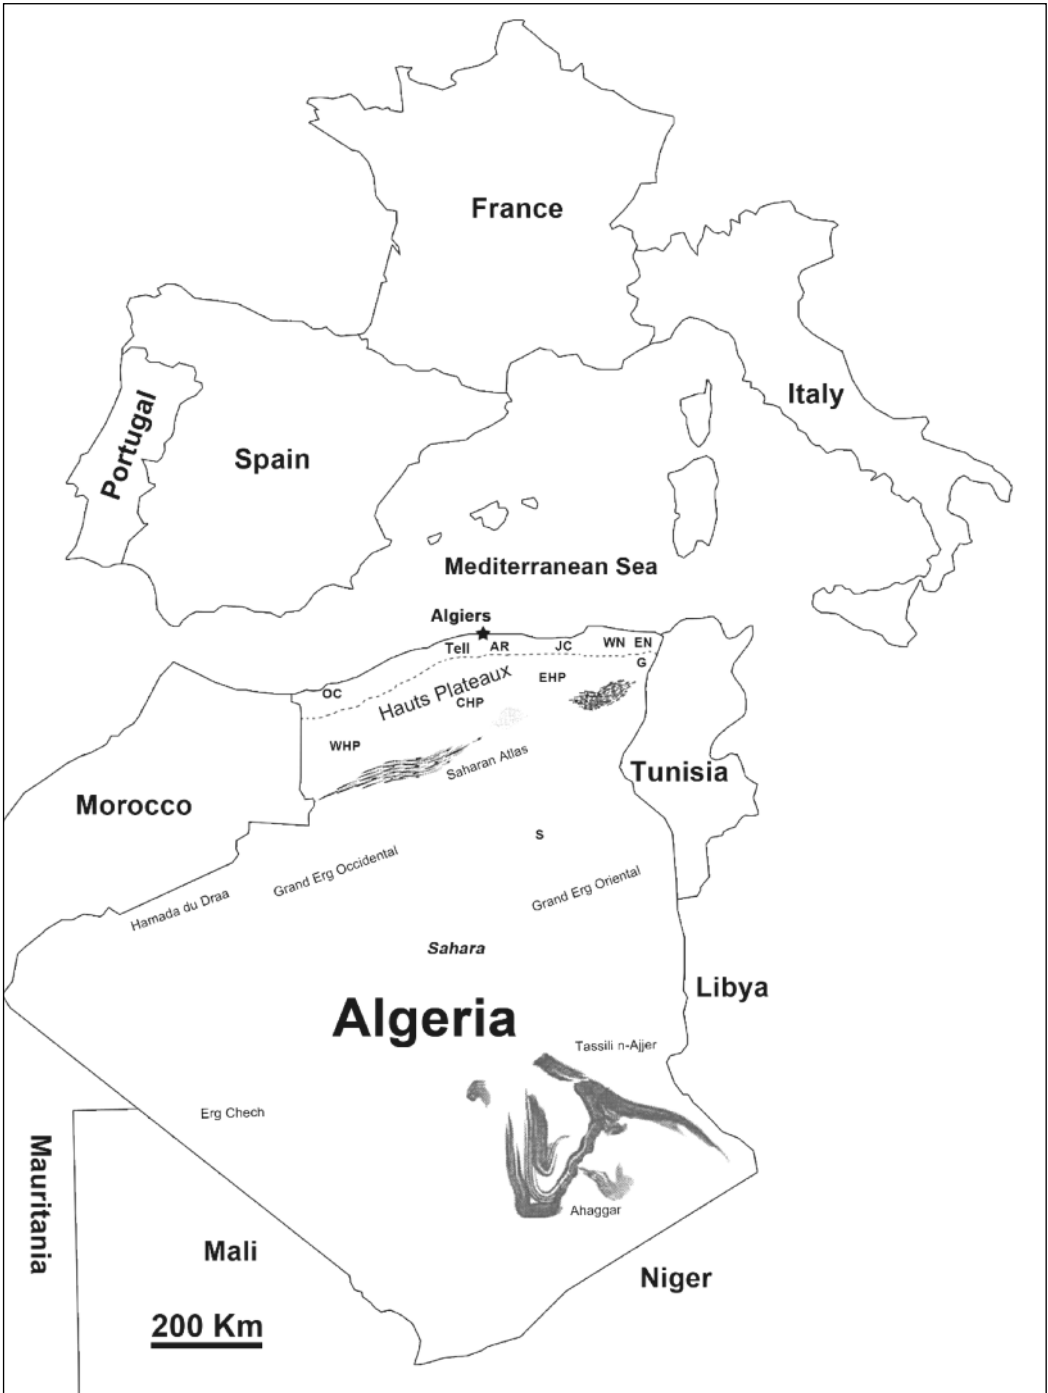 France
Italy
Portugal
Spain
Mediterranean Sea
Algiers
Tell
AR
JC
WN
EN
G
OC
Hauts Plateaux
EHP
CHP
WHP
Saharan Atlas
Tunisia
Morocco
S
Grand Erg Occidental
Grand Erg Oriental
Hamada du Draa
Sahara
Libya
Algeria
Tassili n-Ajjer
Erg Chech
Mauritania
Ahaggar
Mali
Niger
200 Km